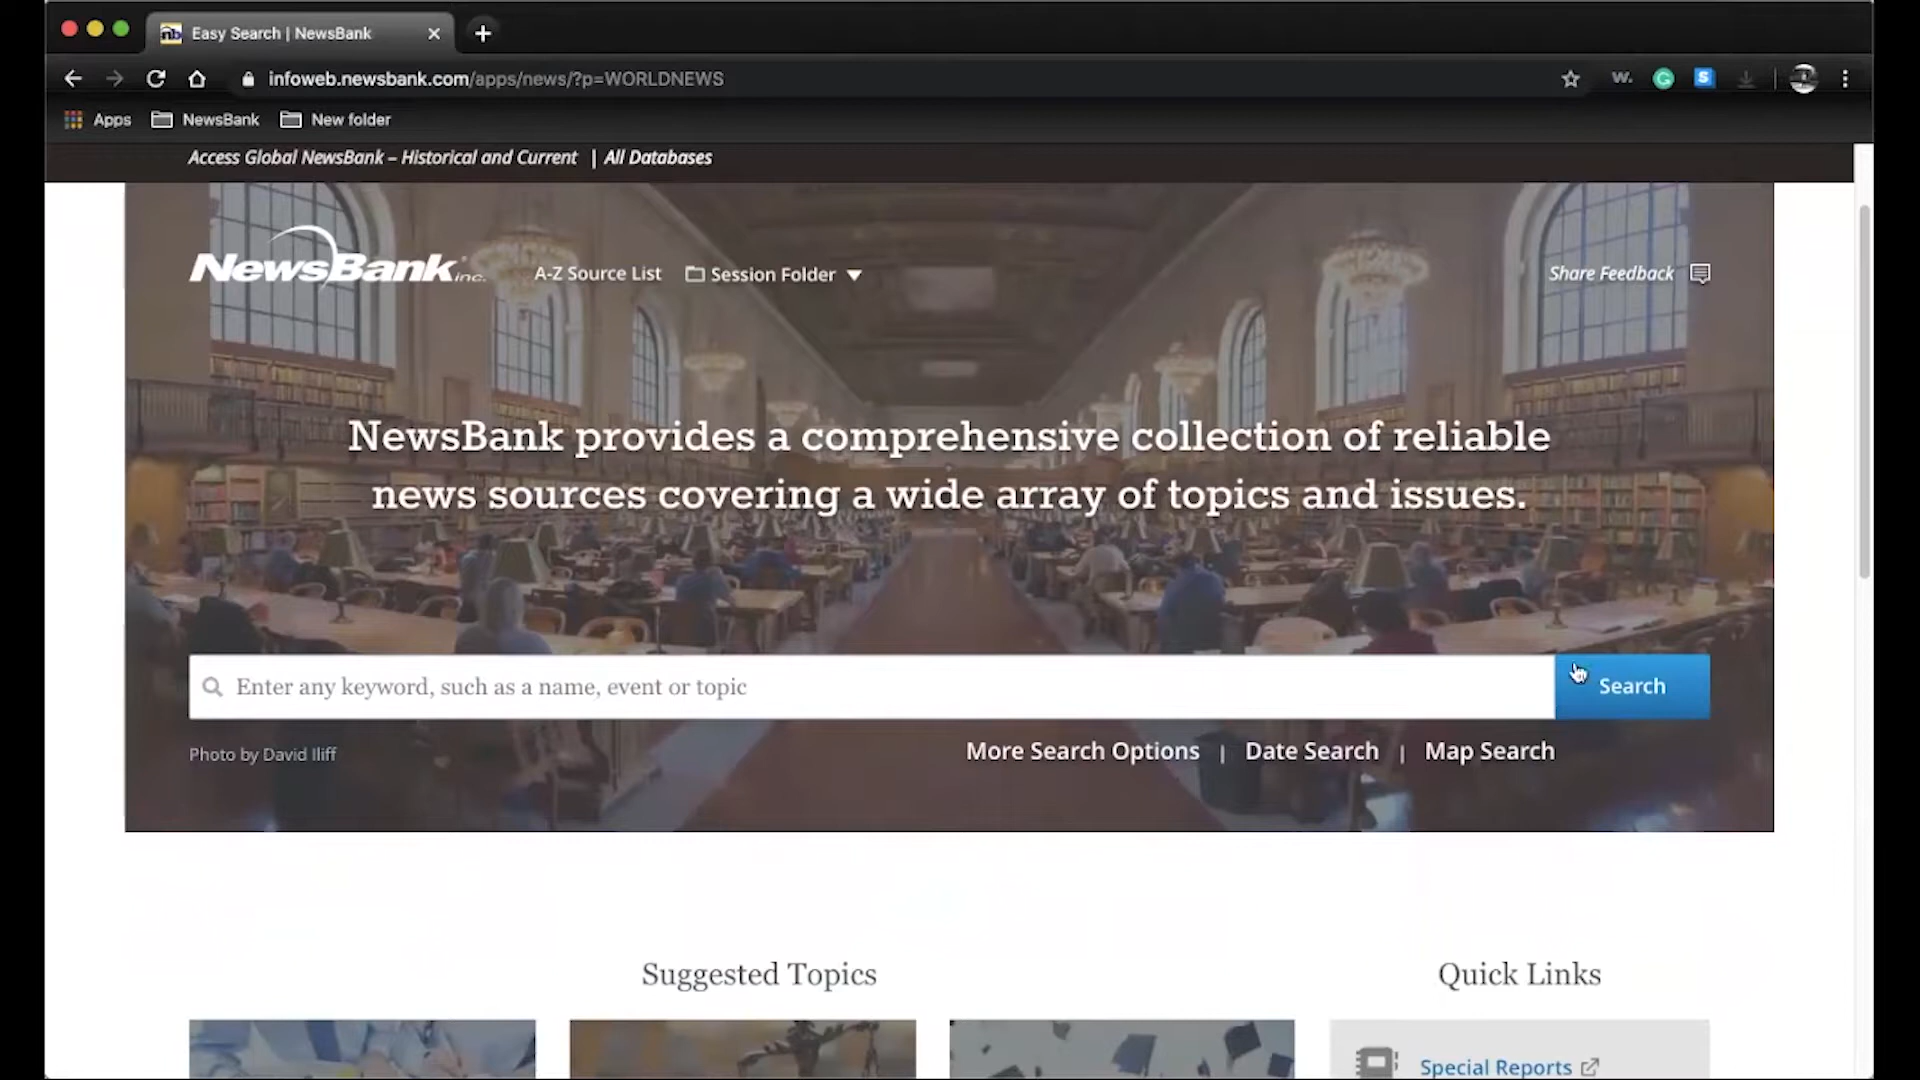 Easy Search | NewsBank
infoweb.newsbank.com/apps/news/?p=WORLDNEWS
W.
S
Apps
NewsBank
New folder
Access Global NewsBank – Historical and Current | All Databases
NewsBank inc.
A-Z Source List
Session Folder
Share Feedback
NewsBank provides a comprehensive collection of reliable
news sources covering a wide array of topics and issues.
Enter any keyword, such as a name, event or topic
Search
Photo by David Iliff
More Search Options | Date Search | Map Search
Suggested Topics
Quick Links
Special Reports